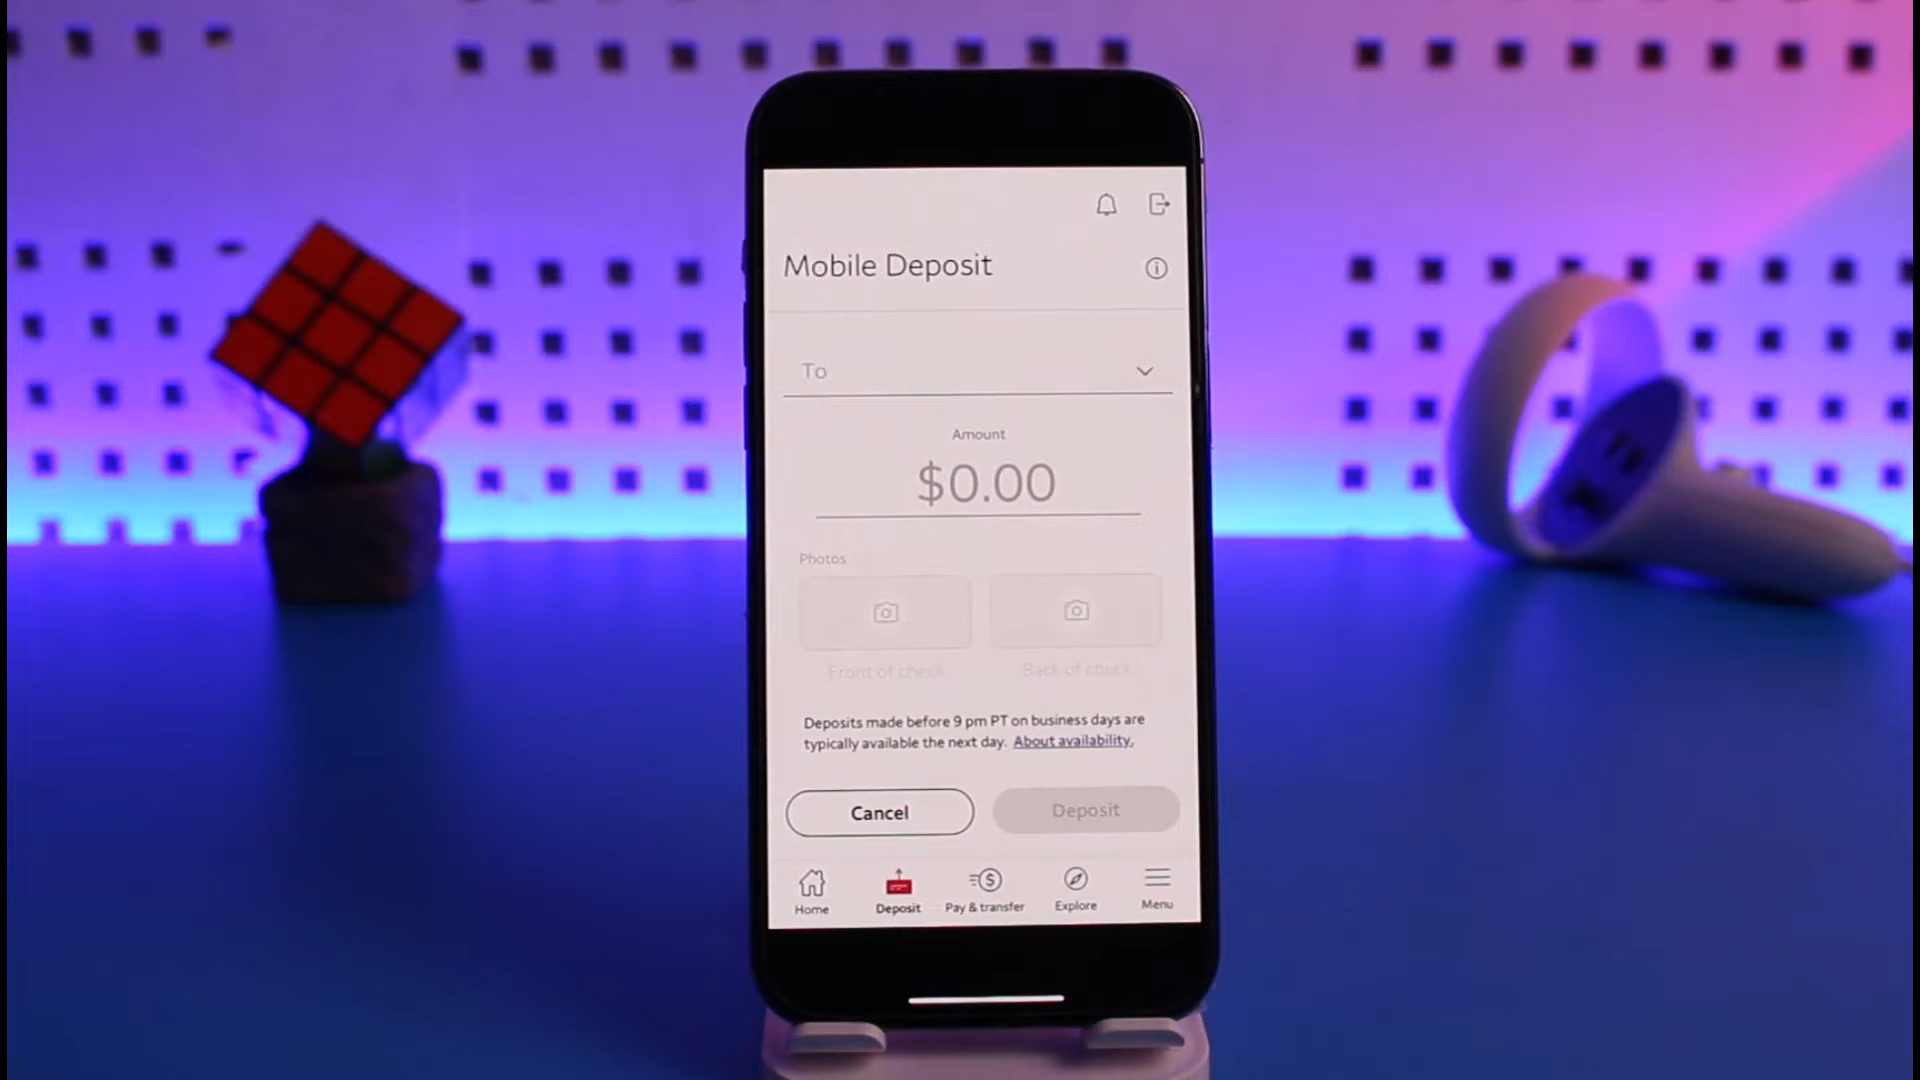 Mobile Deposit
To
Amount
$0.00
Photos
Front of check
Back of check
Deposits made before 9 pm PT on business days are
typically available the next day. About availability.
Cancel
Deposit
Home
Deposit
Pay & transfer
Explore
Menu